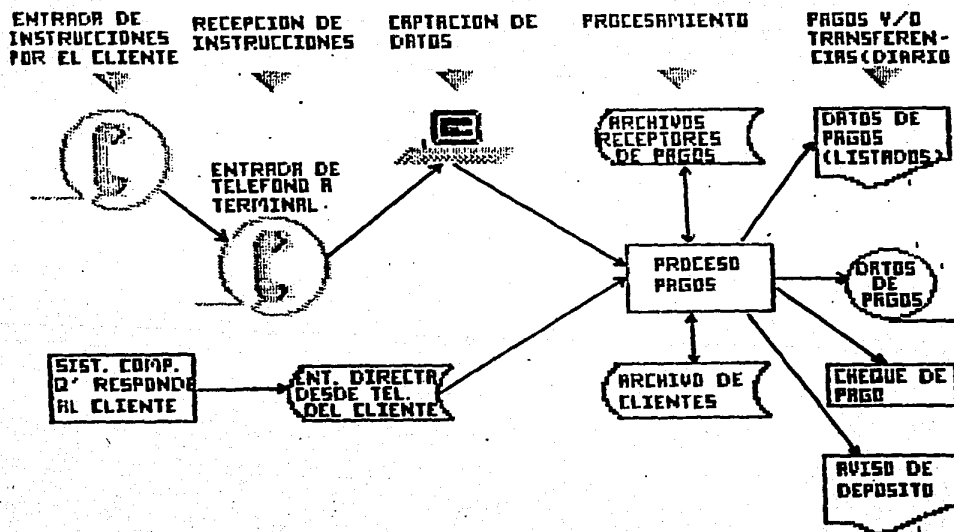 ENTRADA DE
INSTRUCCIONES
POR EL CLIENTE
RECEPCION DE
INSTRUCCIONES
CAPTACION DE
DATOS
PROCESAMIENTO
PAGOS Y/O
TRANSFEREN-
CIAS(DIARIO
ENTRADA DE
TELEFONO A
TERMINAL.
ARCHIVOS
RECEPTORES
DE PAGOS
DATOS DE
PAGOS
(LISTADOS)
PROCESO
PAGOS
DATOS
DE
PAGOS
SIST. COMP.
Q' RESPONDE
AL CLIENTE
ENT. DIRECTA
DESDE TEL.
DEL CLIENTE
ARCHIVO DE
CLIENTES
CHEQUE DE
PAGO
AVISO DE
DEPOSITO